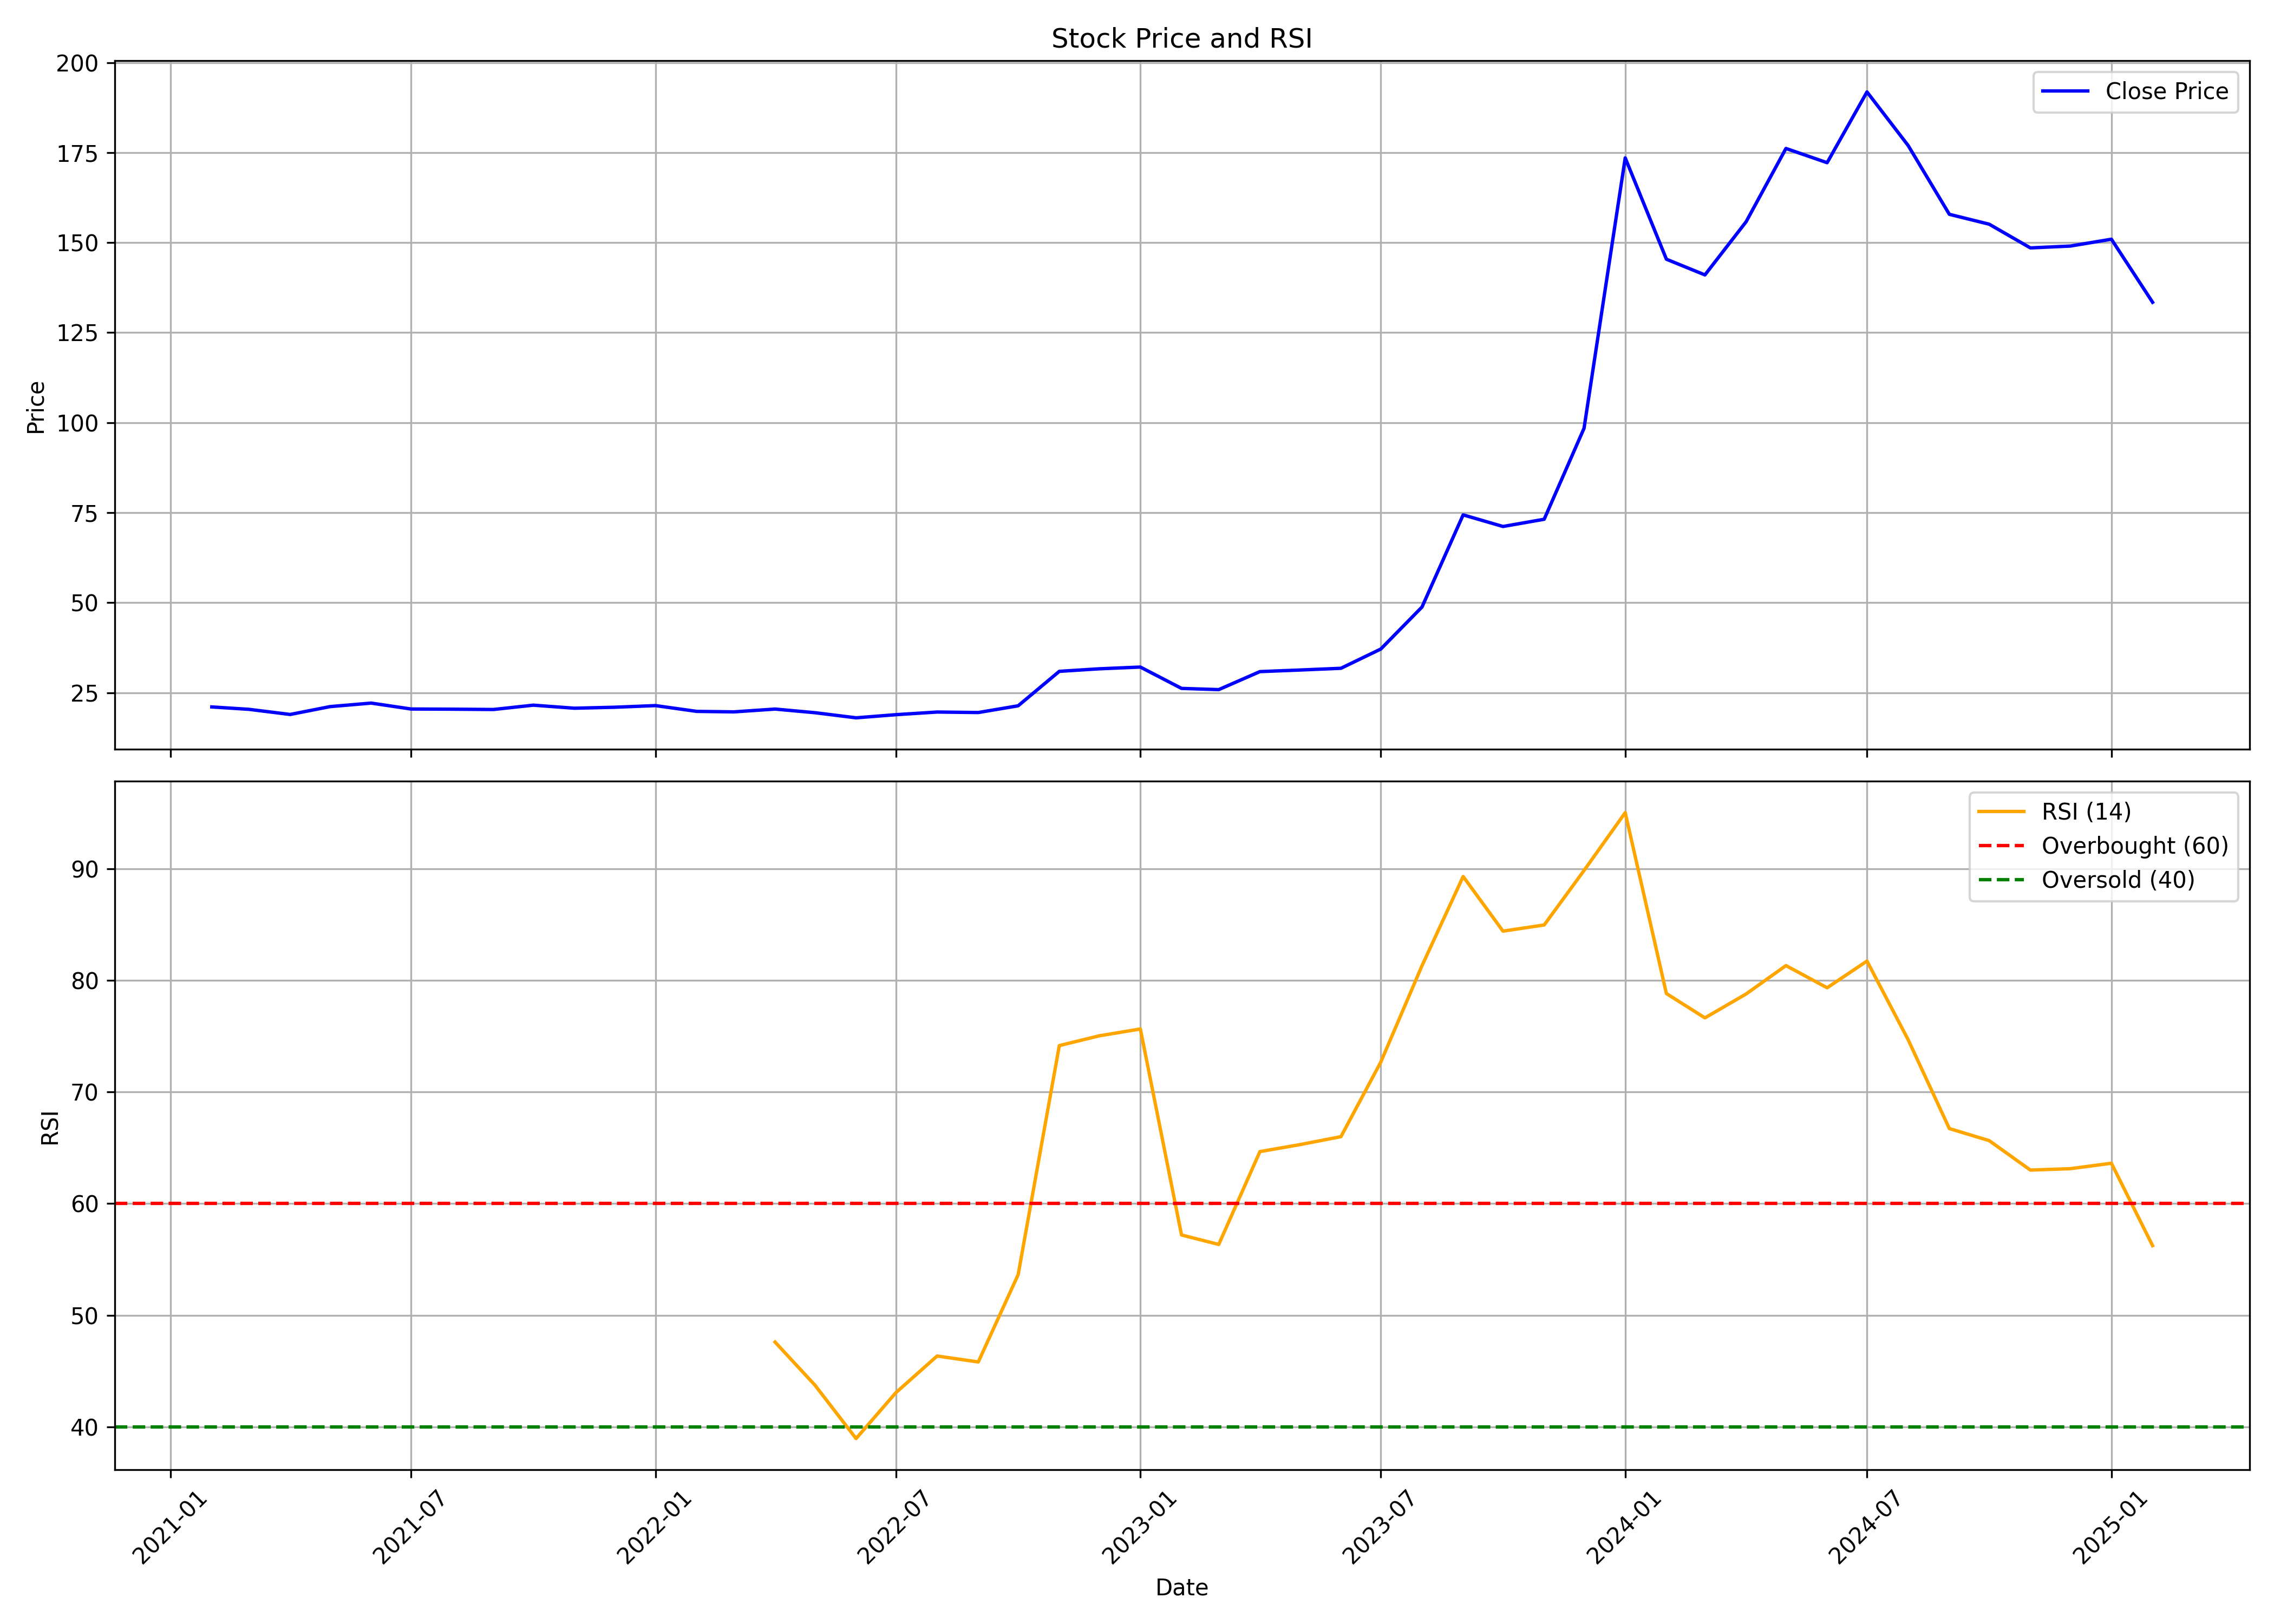 Stock Price and RSI
200
175
150
125
100
75
50
25
Price
Close Price
90
80
70
60
50
40
RSI
RSI (14)
Overbought (60)
Oversold (40)
2021-01
2021-07
2022-01
2022-07
2023-01
2023-07
2024-01
2024-07
2025-01
Date